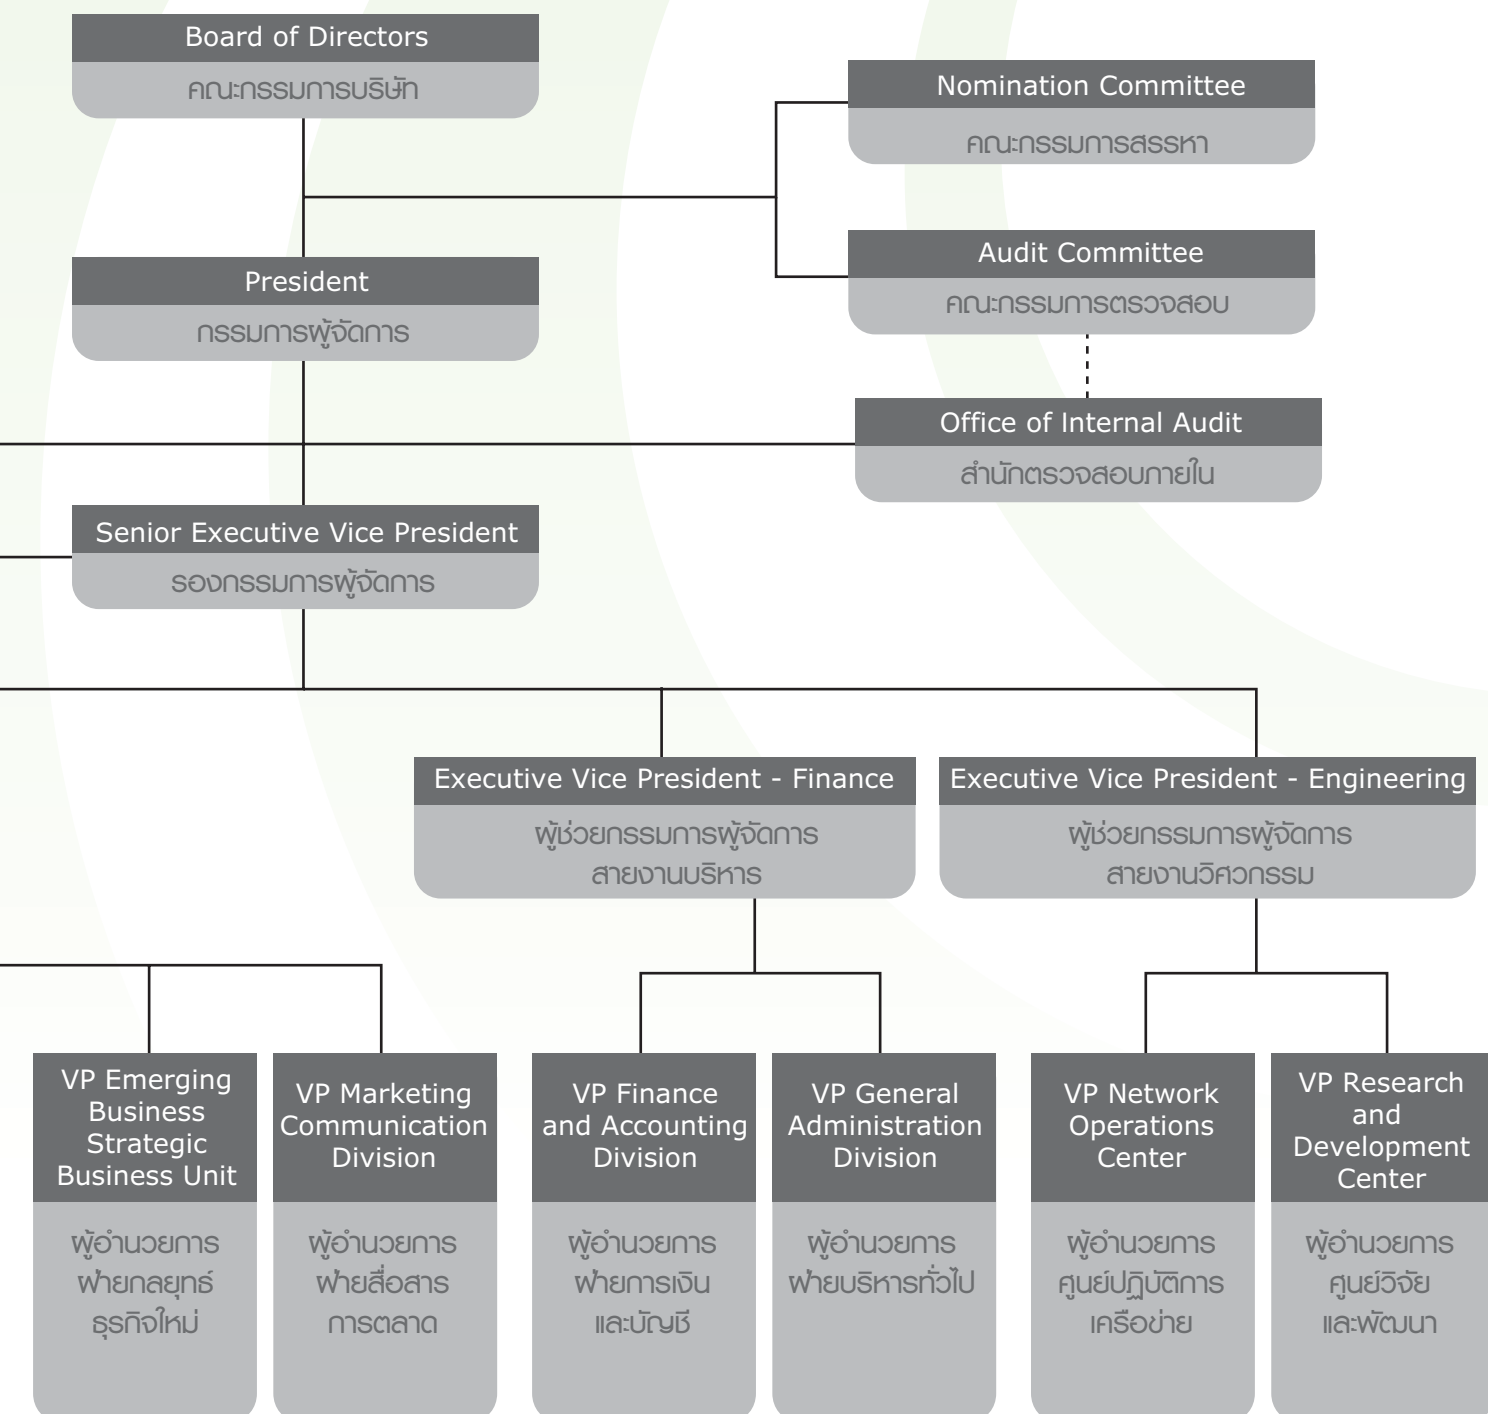 Board of Directors
คณะกรรมการบริษัท
Nomination Committee
คณะกรรมการสรรหา
Audit Committee
คณะกรรมการตรวจสอบ
President
กรรมการผู้จัดการ
Office of Internal Audit
สำนักตรวจสอบภายใน
Senior Executive Vice President
รองกรรมการผู้จัดการ
Executive Vice President - Finance
ผู้ช่วยกรรมการผู้จัดการ
สายงานบริหาร
Executive Vice President - Engineering
ผู้ช่วยกรรมการผู้จัดการ
สายงานวิศวกรรม
VP Emerging
Business
Strategic
Business Unit
ผู้อำนวยการ
ฝ่ายกลยุทธ์
ธุรกิจใหม่
VP Marketing
Communication
Division
ผู้อำนวยการ
ฝ่ายสื่อสาร
การตลาด
VP Finance
and Accounting
Division
ผู้อำนวยการ
ฝ่ายการเงิน
และบัญชี
VP General
Administration
Division
ผู้อำนวยการ
ฝ่ายบริหารทั่วไป
VP Network
Operations
Center
ผู้อำนวยการ
ศูนย์ปฏิบัติการ
เครือข่าย
VP Research
and
Development
Center
ผู้อำนวยการ
ศูนย์วิจัย
และพัฒนา